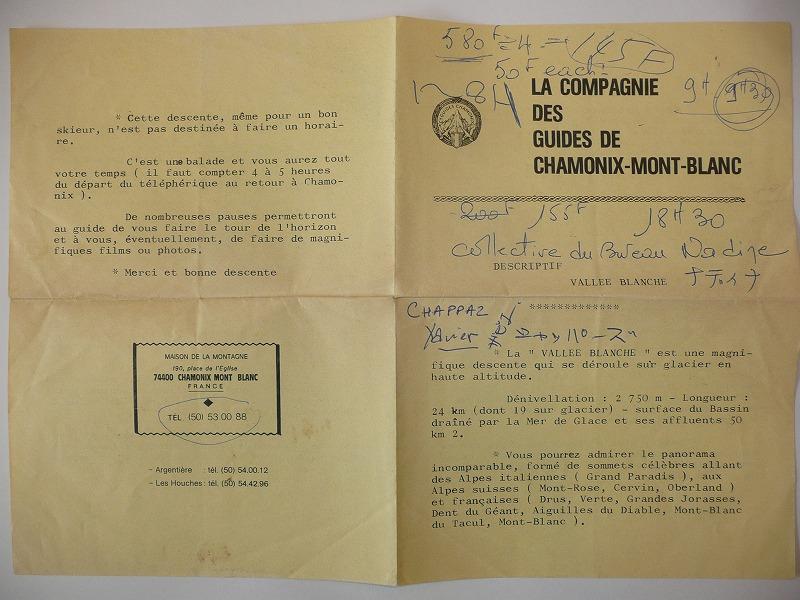 * Cette descente, même pour un bon
skieur, n'est pas destinée à faire un horai-
re.
C'est une balade et vous aurez tout
votre temps ( il faut compter 4 à 5 heures
du départ du téléphérique au retour à Chamo-
nix ).
De nombreuses pauses permettront
au guide de vous faire le tour de l'horizon
et à vous, éventuellement, de faire de magni-
fiques films ou photos.
* Merci et bonne descente
MAISON DE LA MONTAGNE
190, place de l'Eglise
74400 CHAMONIX MONT BLANC
FRANCE
TEL (50) 53.00 88
– Argentière : tél. (50) 54.00.12
– Les Houches : tél. (50) 54.42.96
580F ÷ 4 = 145F
50F each
8H
9H 9H30
LA COMPAGNIE
DES
GUIDES DE
CHAMONIX-MONT-BLANC
200F 155F 18H30
Collective du Bureau Nadine
DESCRIPTIF
VALLEE BLANCHE ナディヌ
CHAPPAZ *************
Xavier
* La " VALLEE BLANCHE " est une magni-
fique descente qui se déroule sur glacier en
haute altitude.
Dénivellation : 2 750 m - Longueur :
24 km (dont 19 sur glacier) - surface du Bassin
draîné par la Mer de Glace et ses affluents 50
km 2.
* Vous pourrez admirer le panorama
incomparable, formé de sommets célèbres allant
des Alpes italiennes ( Grand Paradis ), aux
Alpes suisses ( Mont-Rose, Cervin, Oberland )
et françaises ( Drus, Verte, Grandes Jorasses,
Dent du Géant, Aiguilles du Diable, Mont-Blanc
du Tacul, Mont-Blanc ).